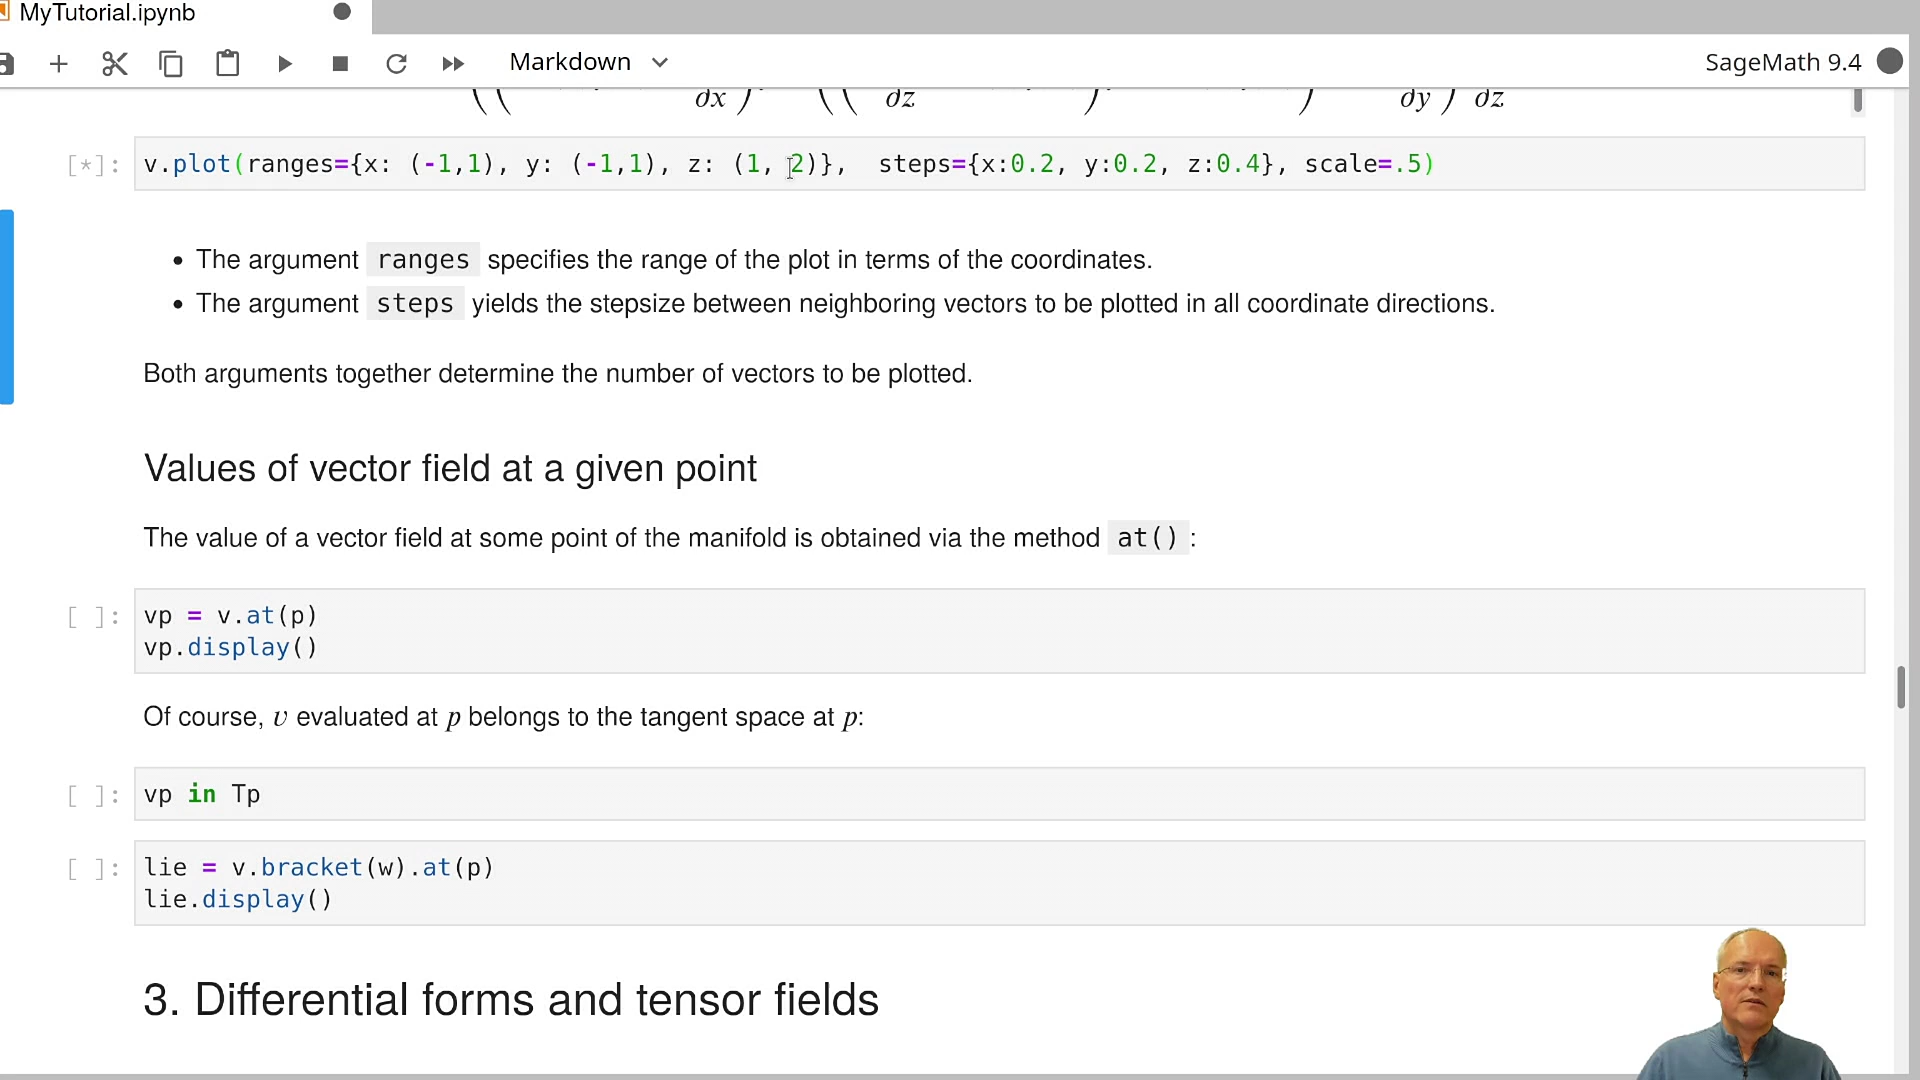 MyTutorial.ipynb
Markdown
SageMath 9.4
∂x ∂z ∂y ∂z
[*]: v.plot(ranges={x: (-1,1), y: (-1,1), z: (1, 2)},  steps={x:0.2, y:0.2, z:0.4}, scale=.5)
• The argument ranges specifies the range of the plot in terms of the coordinates.
• The argument steps yields the stepsize between neighboring vectors to be plotted in all coordinate directions.
Both arguments together determine the number of vectors to be plotted.
Values of vector field at a given point
The value of a vector field at some point of the manifold is obtained via the method at() :
[ ]: vp = v.at(p)
vp.display()
Of course, v evaluated at p belongs to the tangent space at p:
[ ]: vp in Tp
[ ]: lie = v.bracket(w).at(p)
lie.display()
3. Differential forms and tensor fields